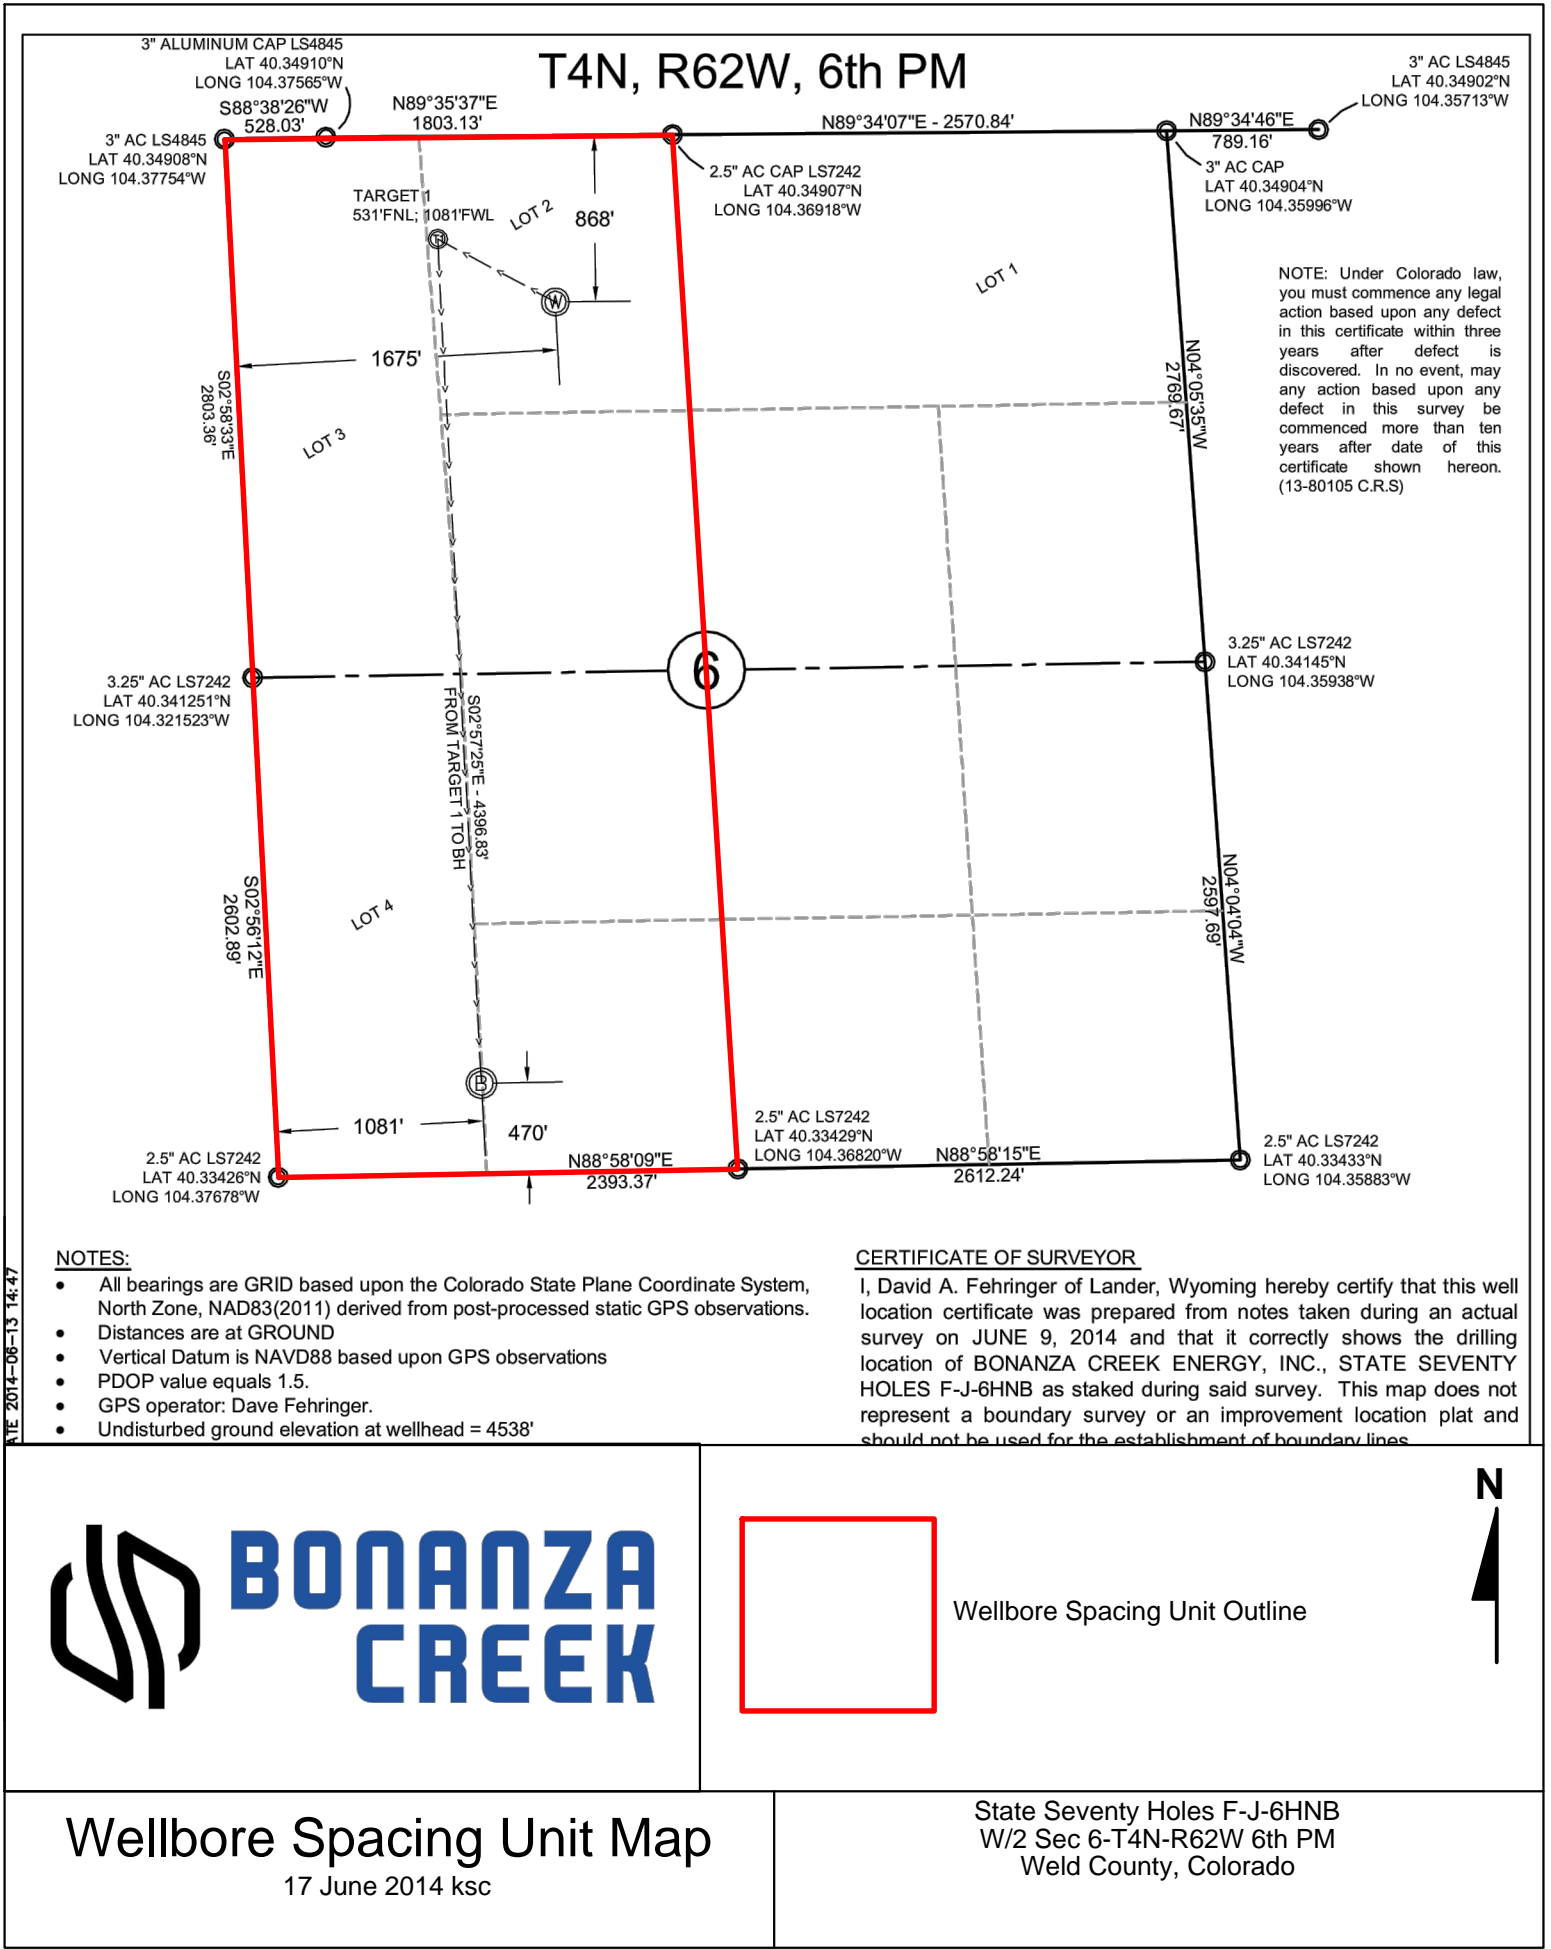 T4N, R62W, 6th PM
3" ALUMINUM CAP LS4845
LAT 40.34910°N
LONG 104.37565°W
S88°38'26"W
528.03'
N89°35'37"E
1803.13'
N89°34'07"E - 2570.84'
N89°34'46"E
789.16'
3" AC LS4845
LAT 40.34902°N
LONG 104.35713°W
3" AC LS4845
LAT 40.34908°N
LONG 104.37754°W
2.5" AC CAP LS7242
LAT 40.34907°N
LONG 104.36918°W
3" AC CAP
LAT 40.34904°N
LONG 104.35996°W
TARGET 1
531'FNL; 1081'FWL
LOT 2
868'
T1
W
1675'
LOT 1
NOTE: Under Colorado law,
you must commence any legal
action based upon any defect
in this certificate within three
years after defect is
discovered. In no event, may
any action based upon any
defect in this survey be
commenced more than ten
years after date of this
certificate shown hereon.
(13-80105 C.R.S)
S02°58'33"E
2803.36'
LOT 3
N04°05'35"W
2769.67'
3.25" AC LS7242
LAT 40.341251°N
LONG 104.321523°W
6
3.25" AC LS7242
LAT 40.34145°N
LONG 104.35938°W
S02°57'25"E - 4396.83'
FROM TARGET 1 TO BH
S02°56'12"E
2602.89'
LOT 4
N04°04'04"W
2597.69'
B
1081'
470'
2.5" AC LS7242
LAT 40.33426°N
LONG 104.37678°W
N88°58'09"E
2393.37'
2.5" AC LS7242
LAT 40.33429°N
LONG 104.36820°W
N88°58'15"E
2612.24'
2.5" AC LS7242
LAT 40.33433°N
LONG 104.35883°W
NOTES:
• All bearings are GRID based upon the Colorado State Plane Coordinate System,
North Zone, NAD83(2011) derived from post-processed static GPS observations.
• Distances are at GROUND
• Vertical Datum is NAVD88 based upon GPS observations
• PDOP value equals 1.5.
• GPS operator: Dave Fehringer.
• Undisturbed ground elevation at wellhead = 4538'
CERTIFICATE OF SURVEYOR
I, David A. Fehringer of Lander, Wyoming hereby certify that this well
location certificate was prepared from notes taken during an actual
survey on JUNE 9, 2014 and that it correctly shows the drilling
location of BONANZA CREEK ENERGY, INC., STATE SEVENTY
HOLES F-J-6HNB as staked during said survey. This map does not
represent a boundary survey or an improvement location plat and
should not be used for the establishment of boundary lines
ATE 2014-06-13 14:47
BONANZA
CREEK
Wellbore Spacing Unit Outline
N
Wellbore Spacing Unit Map
17 June 2014 ksc
State Seventy Holes F-J-6HNB
W/2 Sec 6-T4N-R62W 6th PM
Weld County, Colorado